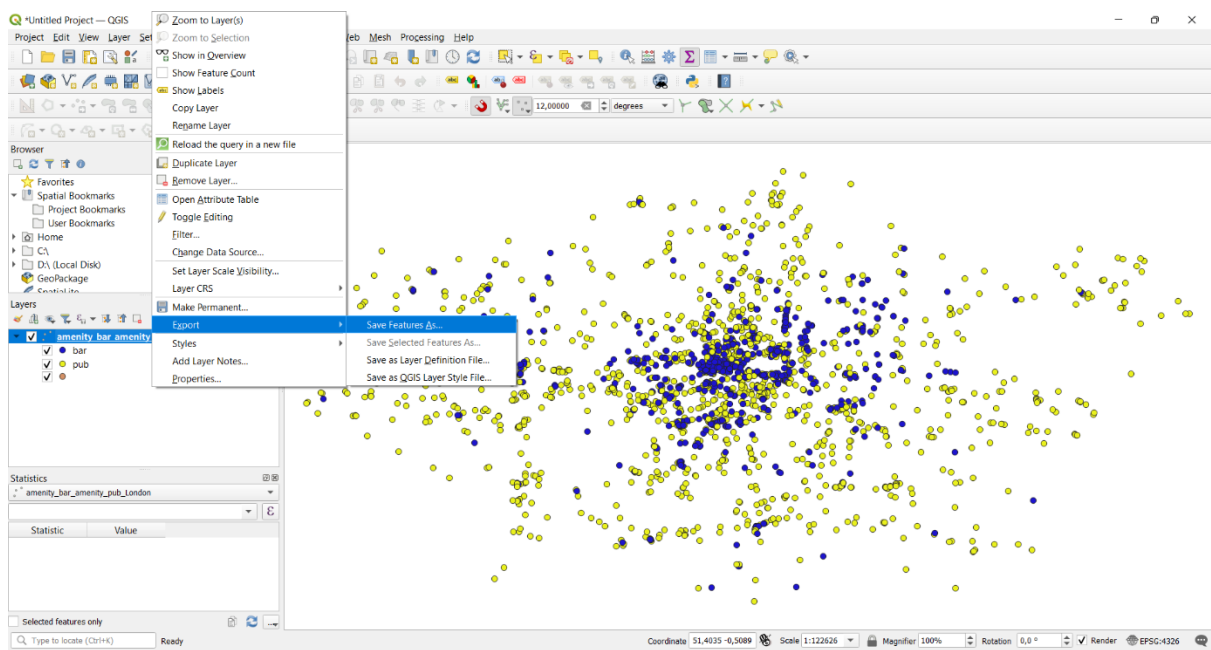 *Untitled Project — QGIS
Project Edit View Layer Set
eb Mesh Processing Help
12,00000 degrees
Browser
Favorites
Spatial Bookmarks
Project Bookmarks
User Bookmarks
Home
C:\
D:\ (Local Disk)
GeoPackage
SpatiaLite
Layers
amenity_bar_amenity
bar
pub
Zoom to Layer(s)
Zoom to Selection
Show in Overview
Show Feature Count
Show Labels
Copy Layer
Rename Layer
Reload the query in a new file
Duplicate Layer
Remove Layer...
Open Attribute Table
Toggle Editing
Filter...
Change Data Source...
Set Layer Scale Visibility...
Layer CRS
Make Permanent...
Export
Styles
Add Layer Notes...
Properties...
Save Features As...
Save Selected Features As...
Save as Layer Definition File...
Save as QGIS Layer Style File...
Statistics
amenity_bar_amenity_pub_London
ε
Statistic Value
Selected features only
Type to locate (Ctrl+K) Ready Coordinate 51,4035 -0,5089 Scale 1:122626 Magnifier 100% Rotation 0,0 ° Render EPSG:4326